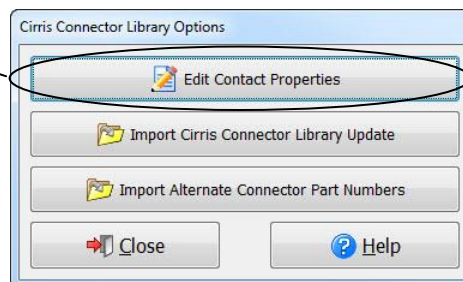 Cirris Connector Library Options
Edit Contact Properties
Import Cirris Connector Library Update
Import Alternate Connector Part Numbers
Close
Help